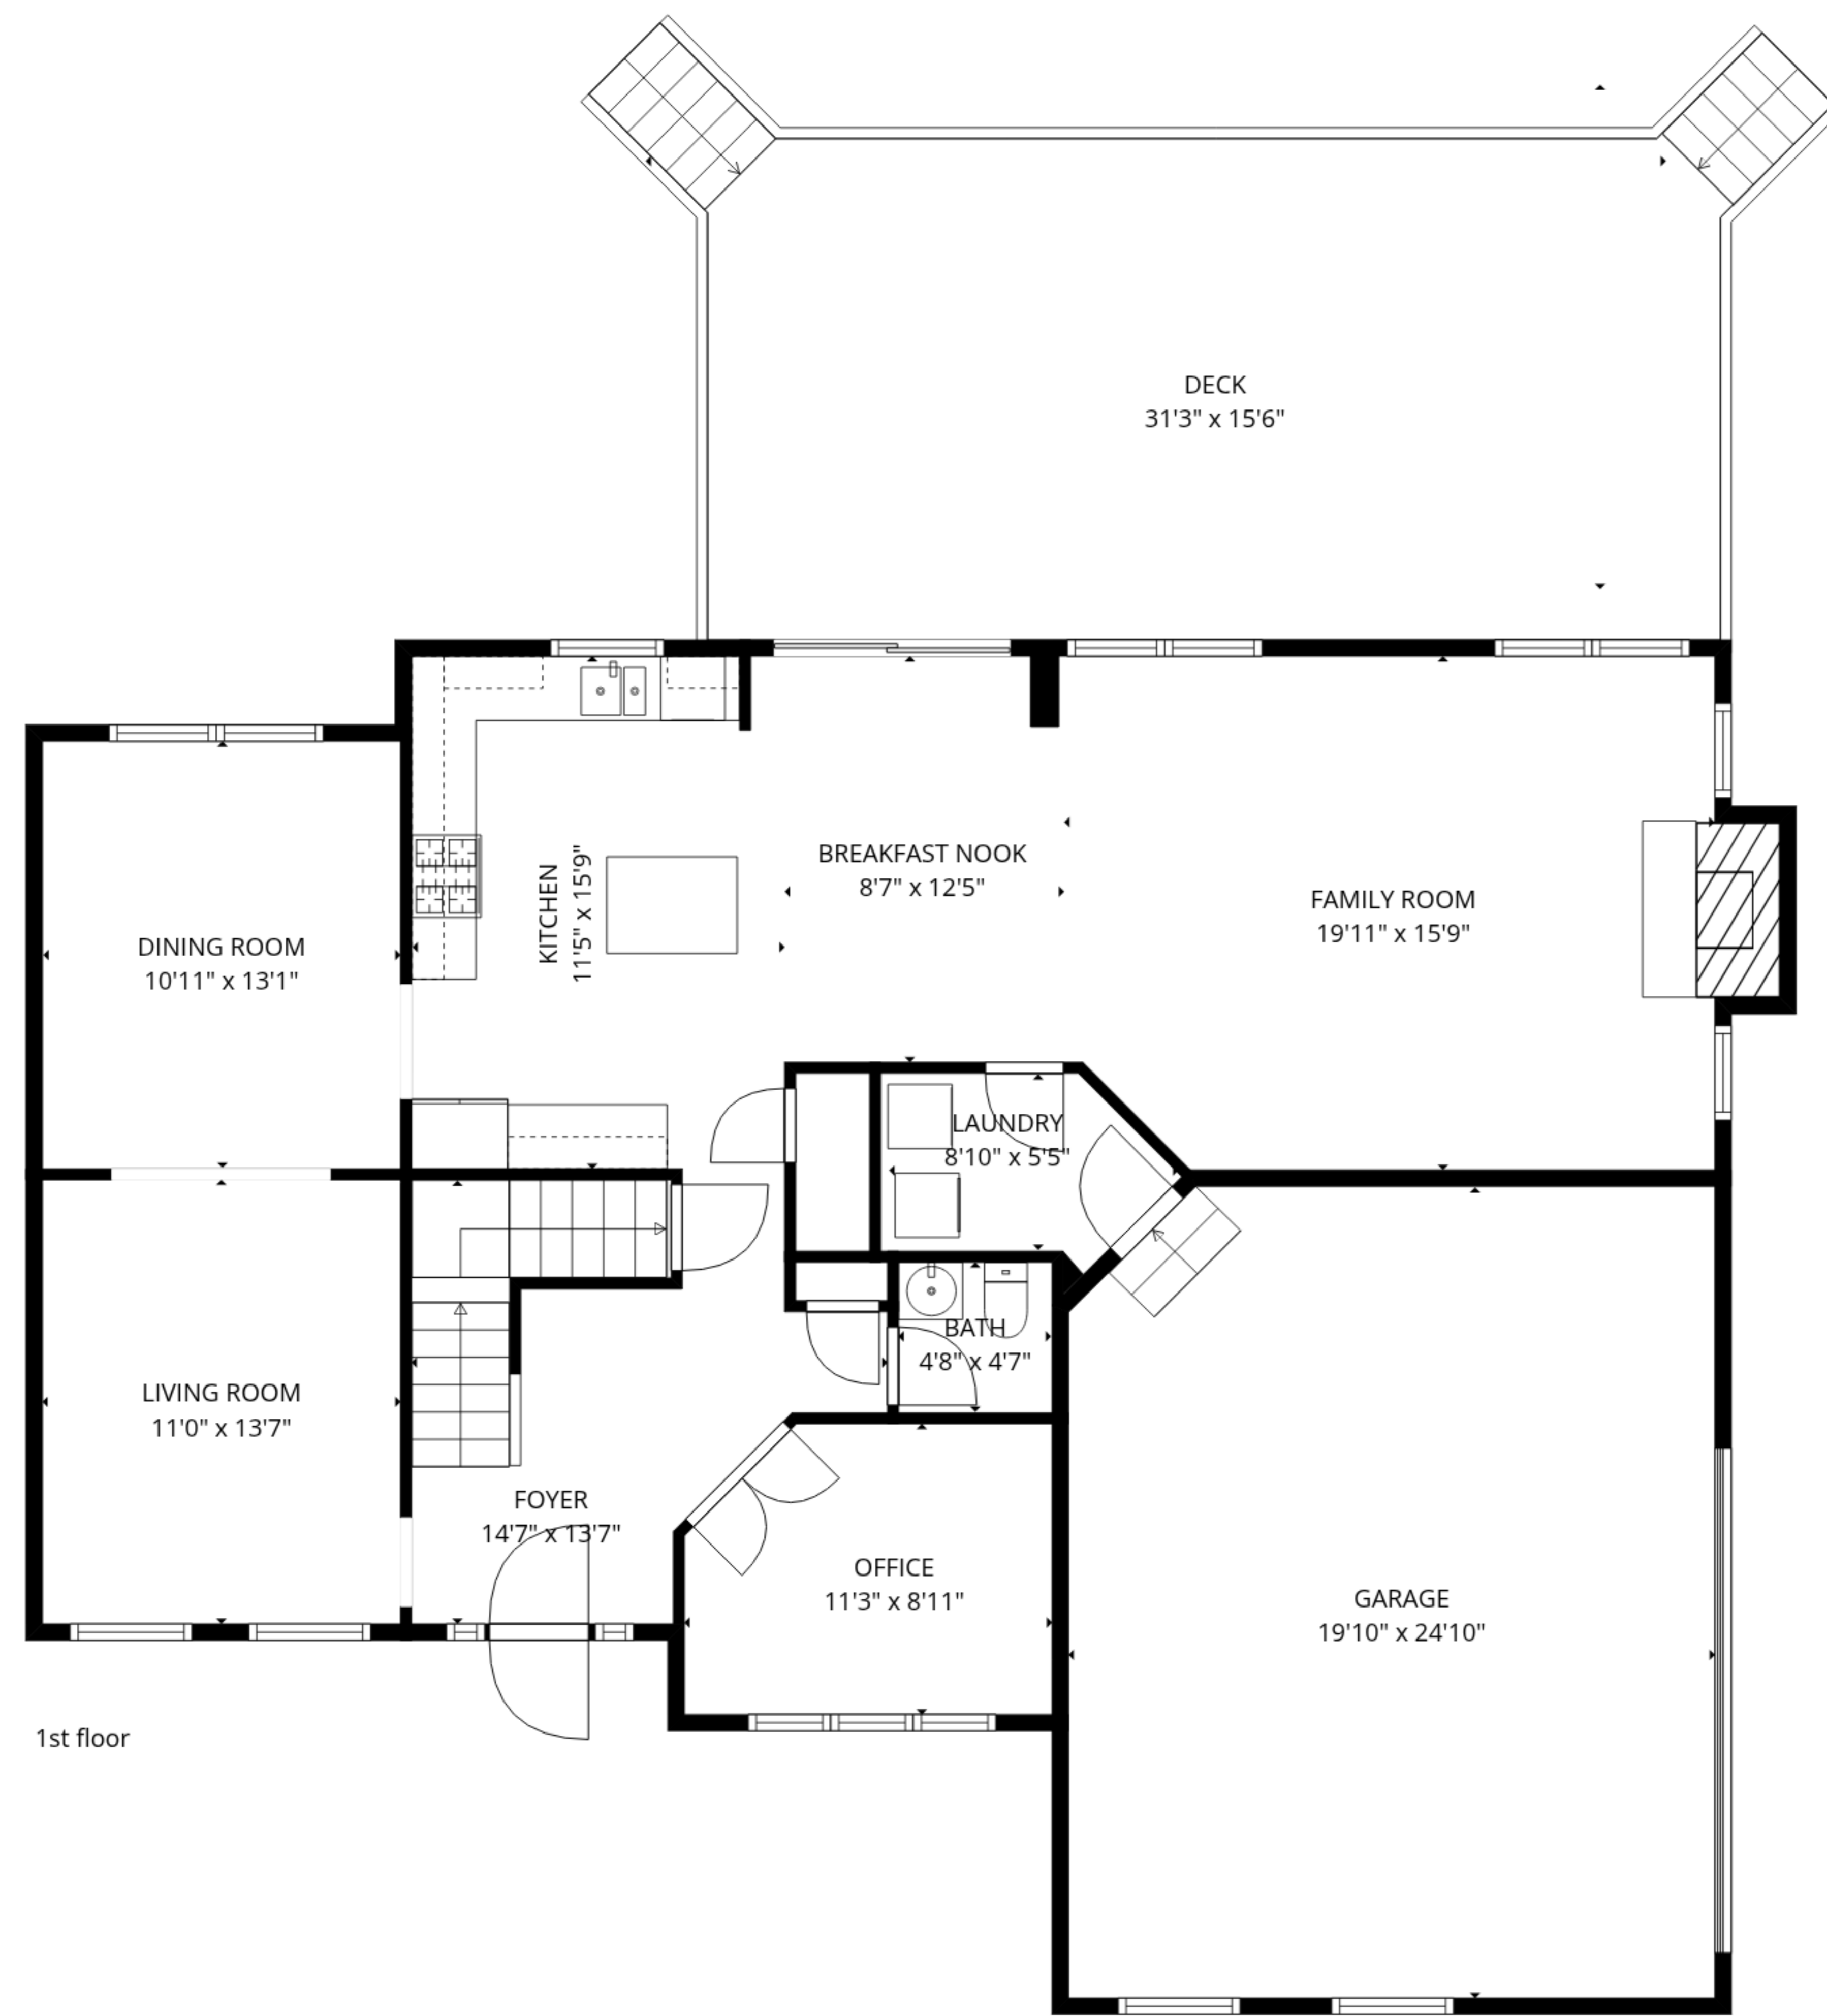 DECK
31'3" x 15'6"
BREAKFAST NOOK
8'7" x 12'5"
KITCHEN
11'5" x 15'9"
FAMILY ROOM
19'11" x 15'9"
DINING ROOM
10'11" x 13'1"
LAUNDRY
8'10" x 5'5"
BATH
4'8" x 4'7"
LIVING ROOM
11'0" x 13'7"
FOYER
14'7" x 13'7"
OFFICE
11'3" x 8'11"
GARAGE
19'10" x 24'10"
1st floor